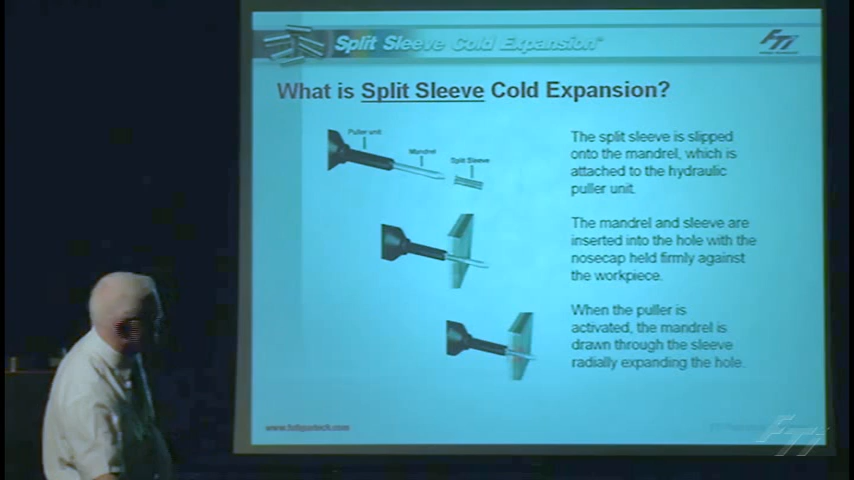 Split Sleeve Cold Expansion
FTI
What is Split Sleeve Cold Expansion?
Puller unit
Mandrel
Split Sleeve
The split sleeve is slipped
onto the mandrel, which is
attached to the hydraulic
puller unit.
The mandrel and sleeve are
inserted into the hole with the
nosecap held firmly against
the workpiece.
When the puller is
activated, the mandrel is
drawn through the sleeve
radially expanding the hole.
FTI